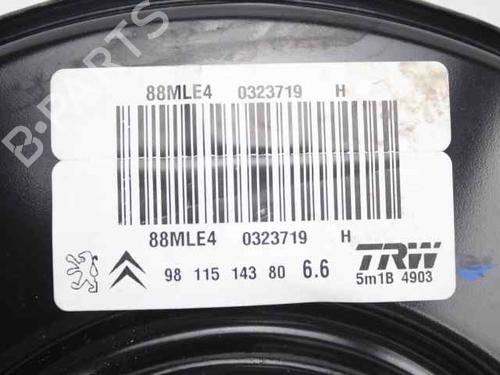 B-PARTS
88MLE4 0323719 H
88MLE4 0323719 H
98 115 143 80 6.6
TRW
5m1B 4903